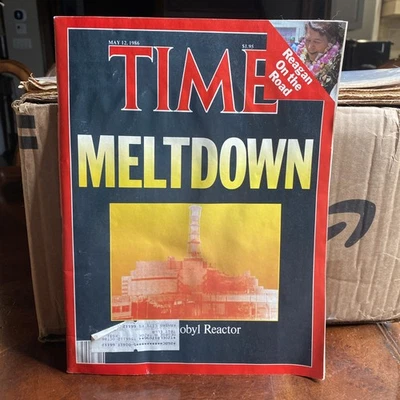 MAY 12, 1986
$1.95
Reagan
On the
Road
TIME
MELTDOWN
obyl Reactor